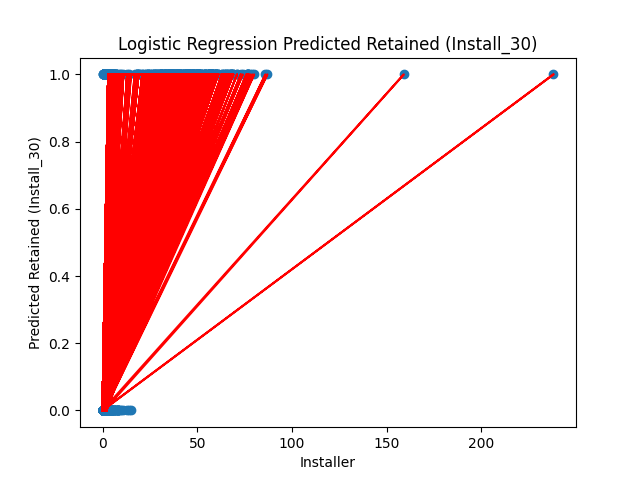 Logistic Regression Predicted Retained (Install_30)
1.0
0.8
0.6
0.4
0.2
0.0
Predicted Retained (Install_30)
0 50 100 150 200
Installer